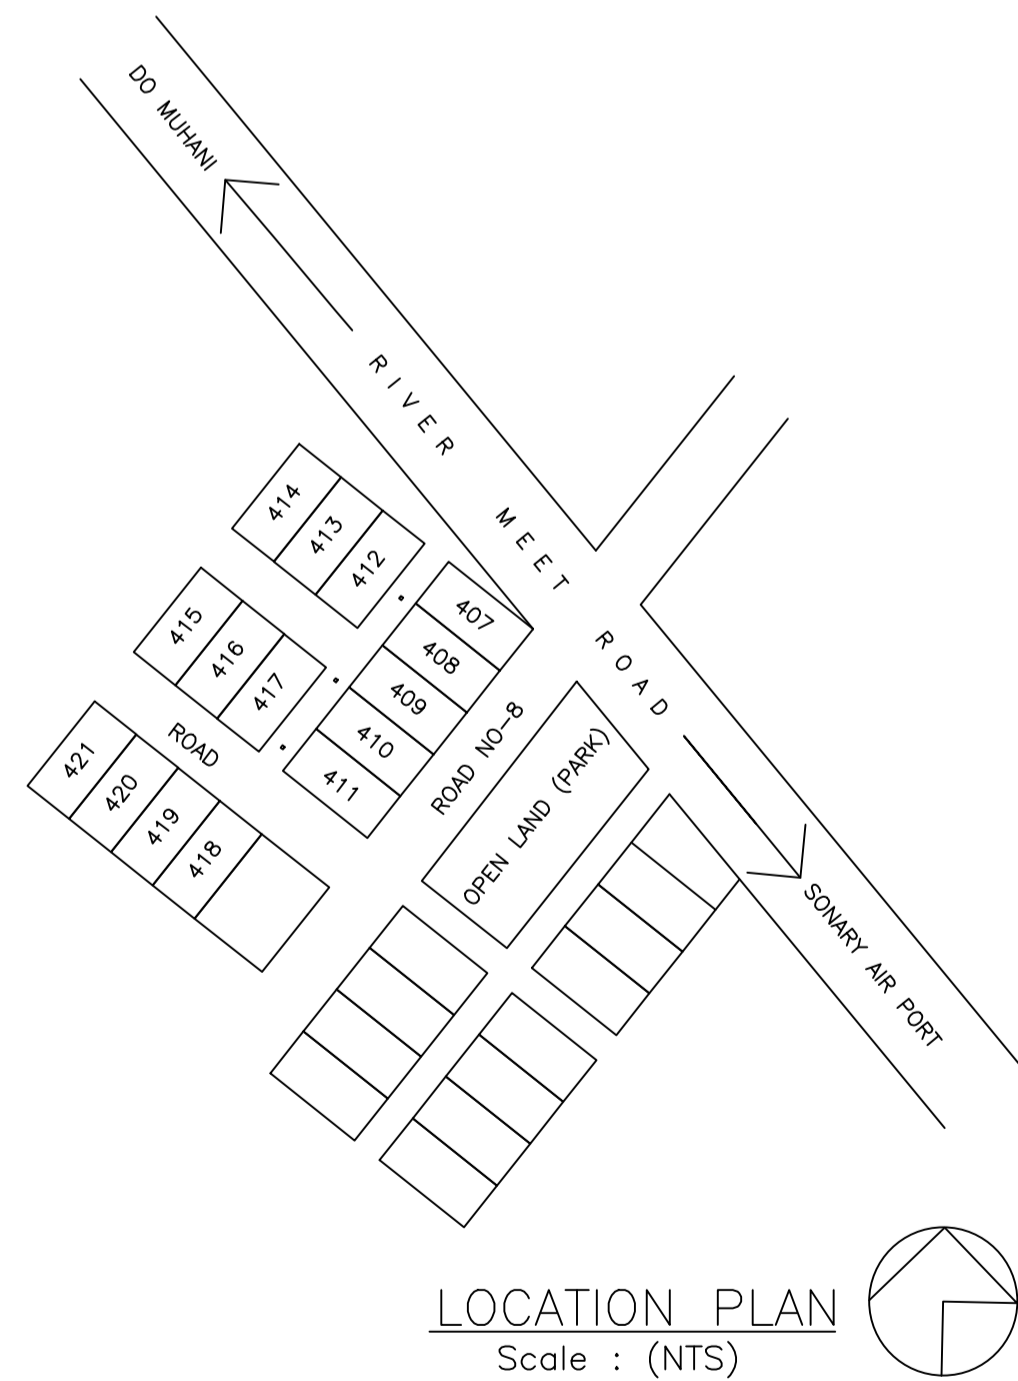 DO MUHANI
RIVER MEET ROAD
414
413
412
407
408
409
410
411
415
416
417
ROAD
421
420
419
418
ROAD NO-8
OPEN LAND (PARK)
SONARY AIR PORT
LOCATION PLAN
Scale : (NTS)